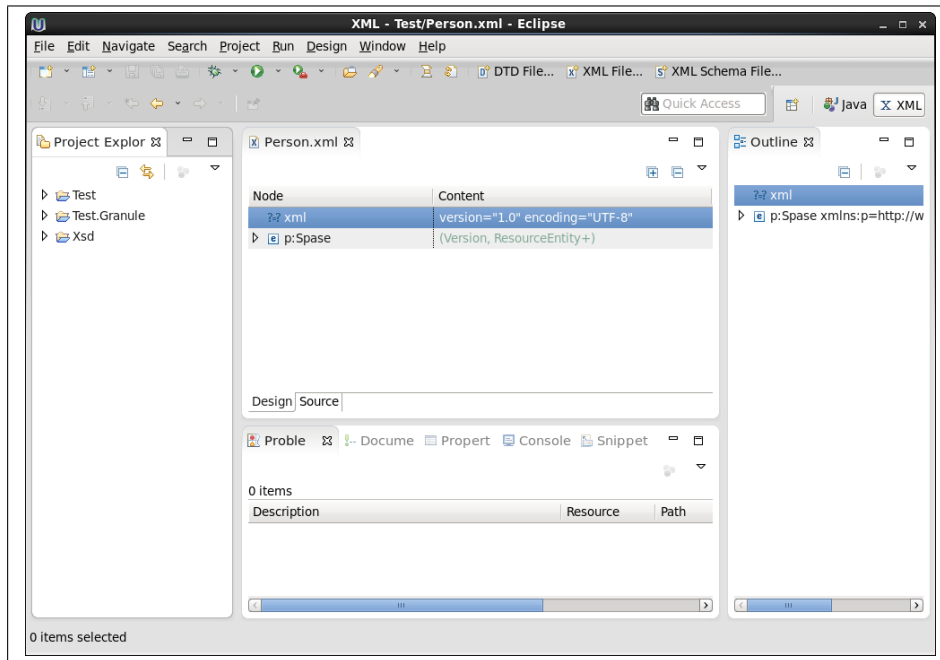 XML - Test/Person.xml - Eclipse
File Edit Navigate Search Project Run Design Window Help
DTD File... XML File... XML Schema File...
Quick Access Java X XML
Project Explor
Test
Test.Granule
Xsd
Person.xml
Node Content
?-? xml version="1.0" encoding="UTF-8"
e p:Spase (Version, ResourceEntity+)
Design Source
Proble Docume Propert Console Snippet
0 items
Description Resource Path
Outline
?-? xml
e p:Spase xmlns:p=http://w
0 items selected